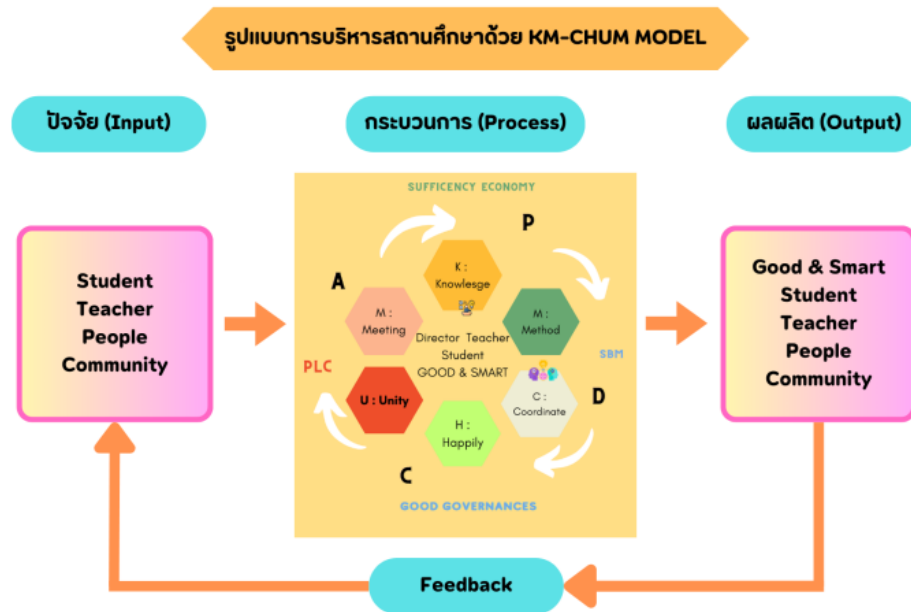 รูปแบบการบริหารสถานศึกษาด้วย KM-CHUM MODEL
ปัจจัย (Input)
กระบวนการ (Process)
ผลผลิต (Output)
Student
Teacher
People
Community
SUFFICENCY ECONOMY
P
A
K :
Knowlesge
M :
Meeting
M :
Method
Director Teacher
Student
GOOD & SMART
PLC
SBM
U : Unity
C :
Coordinate
D
H :
Happily
C
GOOD GOVERNANCES
Good & Smart
Student
Teacher
People
Community
Feedback